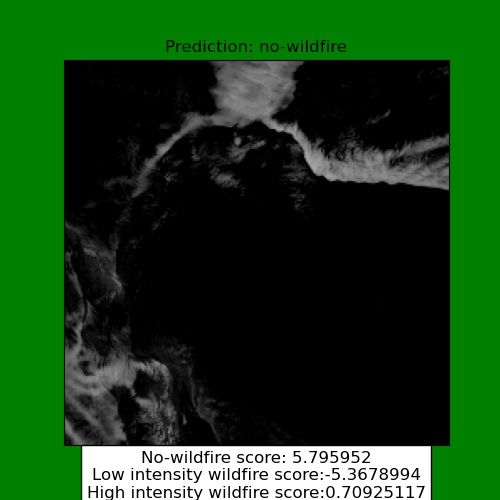 Prediction: no-wildfire
No-wildfire score: 5.795952
Low intensity wildfire score:-5.3678994
High intensity wildfire score:0.70925117